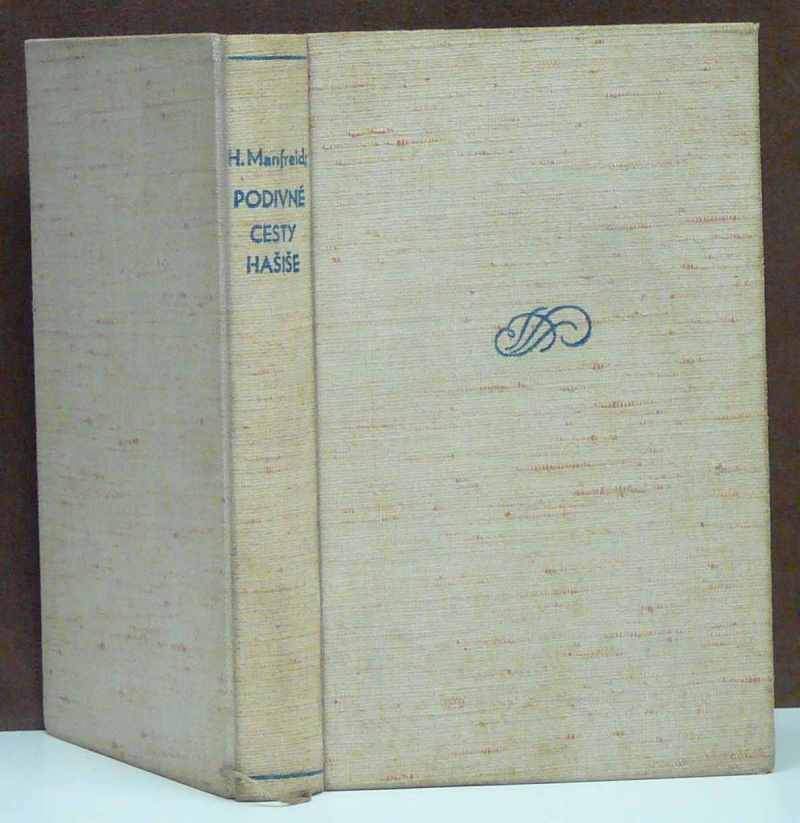 H. Manfreid:
PODIVNÉ
CESTY
HAŠIŠE